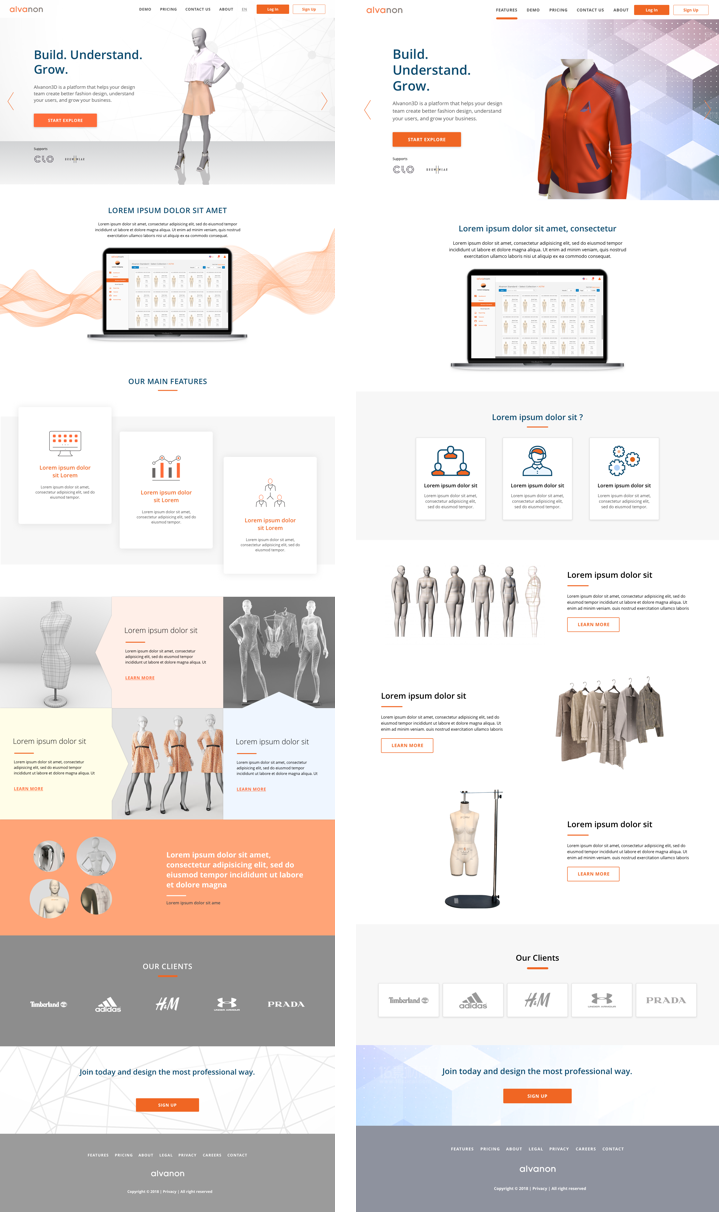 alvanon
DEMO PRICING CONTACT US ABOUT
Log In
Sign Up
Build. Understand.
Grow.
Alvanon3D is a platform that helps your design
team create better fashion design, understand
your users, and grow your business.
START EXPLORE
Supports
CLO
LOREM IPSUM DOLOR SIT AMET
Lorem ipsum dolor sit amet, consectetur adipisicing elit, sed do eiusmod tempor
incididunt ut labore et dolore magna aliqua. Ut enim ad minim veniam, quis nostrud
exercitation ullamco laboris nisi ut aliquip ex ea commodo consequat.
OUR MAIN FEATURES
Lorem ipsum dolor
sit Lorem
Lorem ipsum dolor sit amet,
consectetur adipisicing elit, sed do
eiusmod tempor.
Lorem ipsum dolor
sit Lorem
Lorem ipsum dolor sit amet,
consectetur adipisicing elit, sed do
eiusmod tempor.
Lorem ipsum dolor
sit Lorem
Lorem ipsum dolor sit amet,
consectetur adipisicing elit, sed do
eiusmod tempor.
Lorem ipsum dolor sit
Lorem ipsum dolor sit amet, consectetur
adipisicing elit, sed do eiusmod tempor
incididunt ut labore et dolore magna aliqua. Ut
LEARN MORE
Lorem ipsum dolor sit
Lorem ipsum dolor sit amet, consectetur
adipisicing elit, sed do eiusmod tempor
incididunt ut labore et dolore magna aliqua. Ut
LEARN MORE
Lorem ipsum dolor sit
Lorem ipsum dolor sit amet, consectetur
adipisicing elit, sed do eiusmod tempor
incididunt ut labore et dolore magna aliqua. Ut
LEARN MORE
Lorem ipsum dolor sit amet,
consectetur adipisicing elit, sed do
eiusmod tempor incididunt ut labore
et dolore magna
Lorem ipsum dolor sit ame
OUR CLIENTS
Timberland
adidas
H&M
UNDER ARMOUR
PRADA
Join today and design the most professional way.
SIGN UP
FEATURES PRICING ABOUT LEGAL PRIVACY CAREERS CONTACT
alvanon
Copyright © 2018 | Privacy | All right reserved
alvanon
FEATURES DEMO PRICING CONTACT US ABOUT
Log In
Sign Up
Build.
Understand.
Grow.
Alvanon3D is a platform that helps your design
team create better fashion design, understand
your users, and grow your business.
START EXPLORE
Supports
CLO
Lorem ipsum dolor sit amet, consectetur
Lorem ipsum dolor sit amet, consectetur adipisicing elit, sed do eiusmod tempor
incididunt ut labore et dolore magna aliqua. Ut enim ad minim veniam, quis nostrud
exercitation ullamco laboris nisi ut aliquip ex ea commodo consequat.
Lorem ipsum dolor sit ?
Lorem ipsum dolor sit
Lorem ipsum dolor sit amet,
consectetur adipisicing elit,
sed do eiusmod tempor.
Lorem ipsum dolor sit
Lorem ipsum dolor sit amet,
consectetur adipisicing elit,
sed do eiusmod tempor.
Lorem ipsum dolor sit
Lorem ipsum dolor sit amet,
consectetur adipisicing elit,
sed do eiusmod tempor.
Lorem ipsum dolor sit
Lorem ipsum dolor sit amet, consectetur adipisicing elit,
sed do eiusmod tempor incididunt ut labore et dolore magna aliqua. Ut
enim ad minim veniam. quis nostrud exercitation ullamco laboris
LEARN MORE
Lorem ipsum dolor sit
Lorem ipsum dolor sit amet, consectetur adipisicing elit,
sed do eiusmod tempor incididunt ut labore et dolore magna aliqua. Ut
enim ad minim veniam. quis nostrud exercitation ullamco laboris
LEARN MORE
Lorem ipsum dolor sit
Lorem ipsum dolor sit amet, consectetur adipisicing elit,
sed do eiusmod tempor incididunt ut labore et dolore magna aliqua. Ut
enim ad minim veniam. quis nostrud exercitation ullamco laboris
LEARN MORE
Our Clients
Timberland
adidas
H&M
UNDER ARMOUR
PRADA
Join today and design the most professional way.
SIGN UP
FEATURES PRICING ABOUT LEGAL PRIVACY CAREERS CONTACT
alvanon
Copyright © 2018 | Privacy | All right reserved